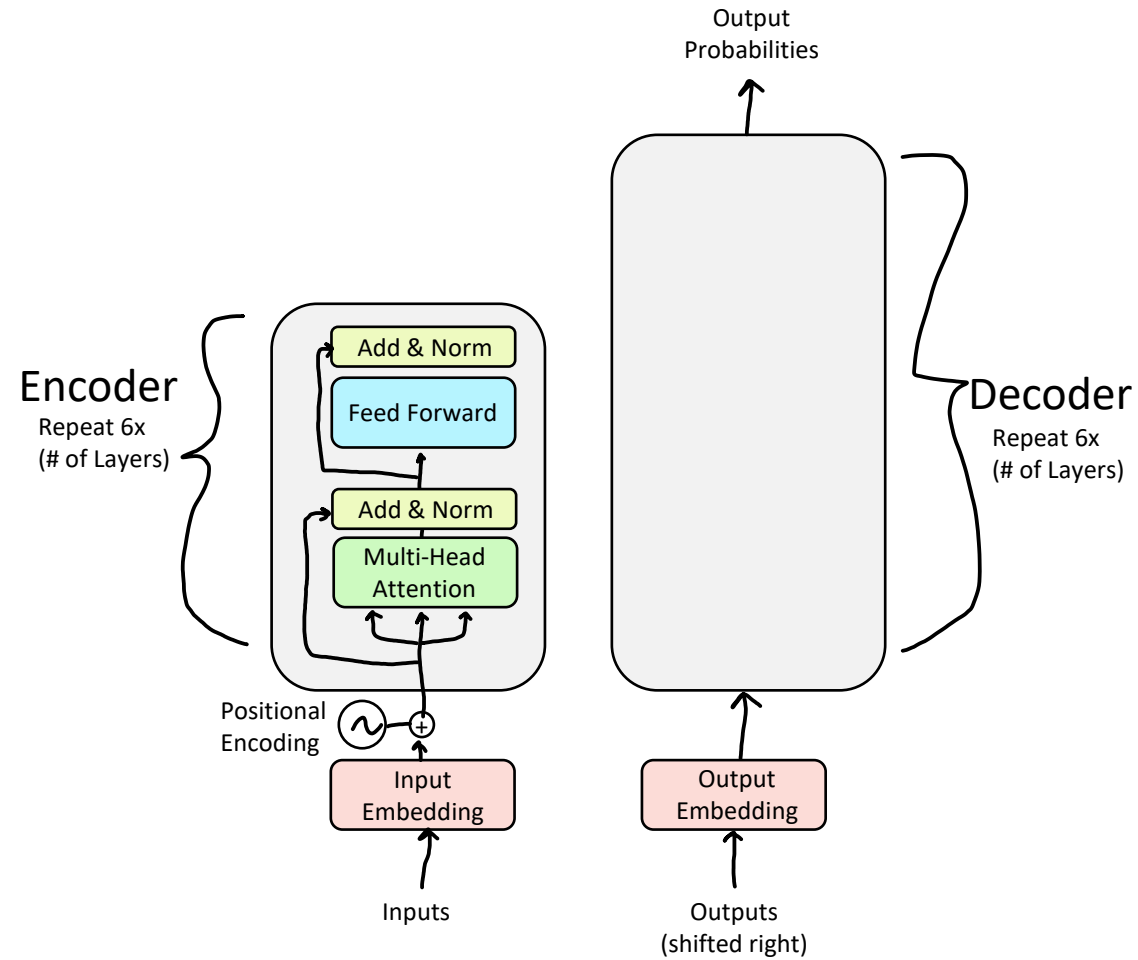 Output
Probabilities
Add & Norm
Feed Forward
Encoder
Repeat 6x
(# of Layers)
Add & Norm
Multi-Head
Attention
Decoder
Repeat 6x
(# of Layers)
Positional
Encoding
+
Input
Embedding
Output
Embedding
Inputs
Outputs
(shifted right)